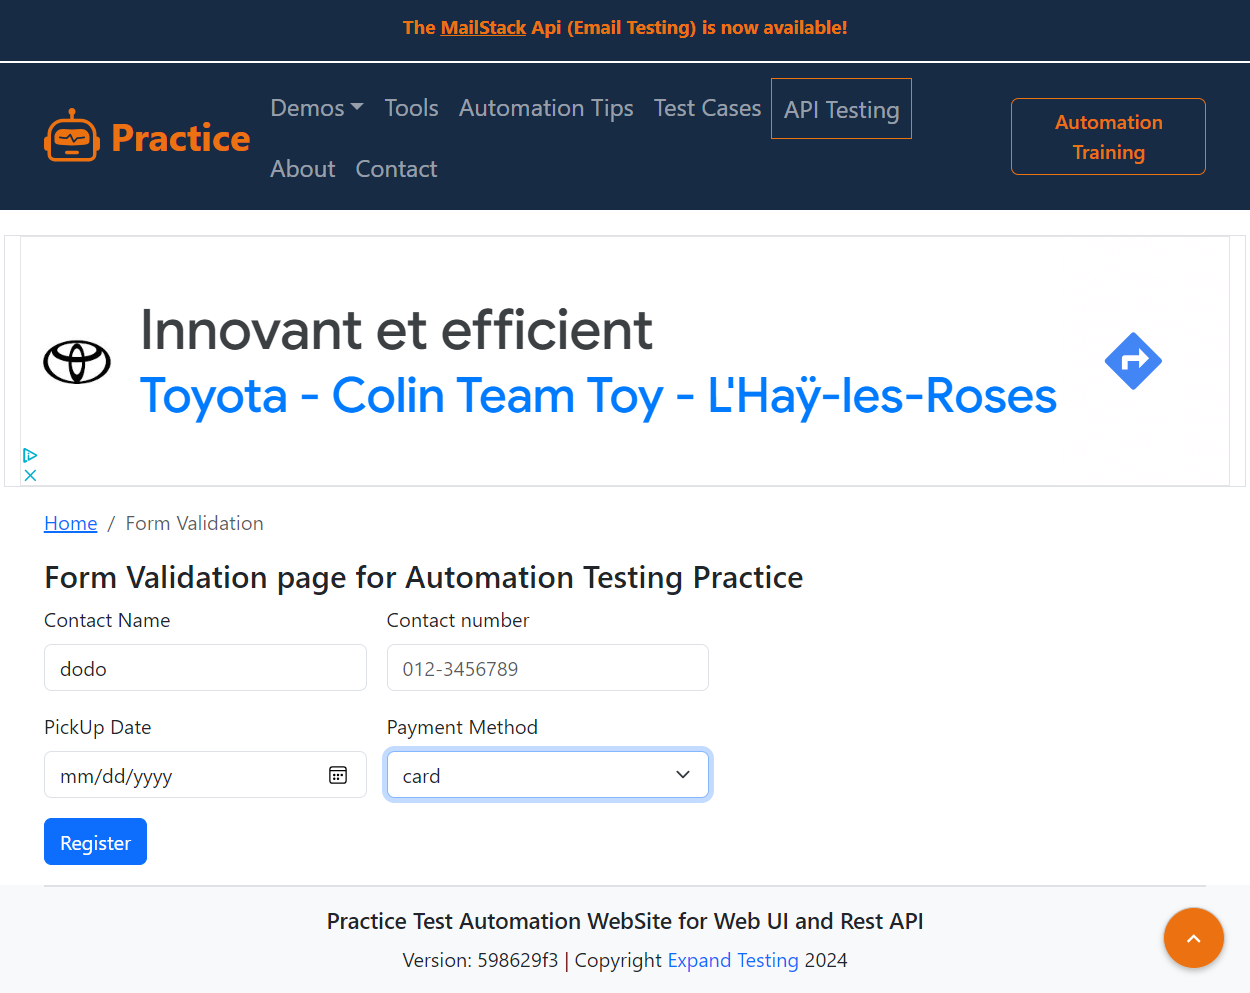 The MailStack Api (Email Testing) is now available!
Practice
Demos Tools Automation Tips Test Cases API Testing
About Contact
Automation
Training
Innovant et efficient
Toyota - Colin Team Toy - L'Haÿ-les-Roses
Home / Form Validation
Form Validation page for Automation Testing Practice
Contact Name Contact number
dodo 012-3456789
PickUp Date Payment Method
mm/dd/yyyy card
Register
Practice Test Automation WebSite for Web UI and Rest API
Version: 598629f3 | Copyright Expand Testing 2024